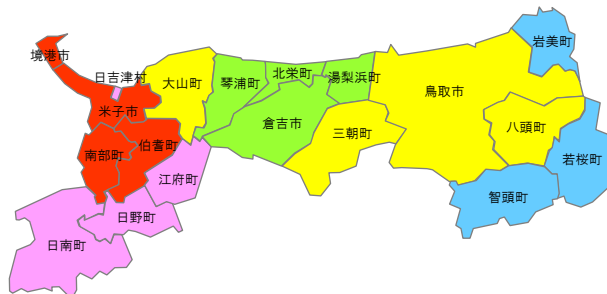 岩美町
境港市
日吉津村
大山町
琴浦町
北栄町
湯梨浜町
鳥取市
米子市
倉吉市
三朝町
八頭町
南部町
伯耆町
江府町
若桜町
智頭町
日野町
日南町